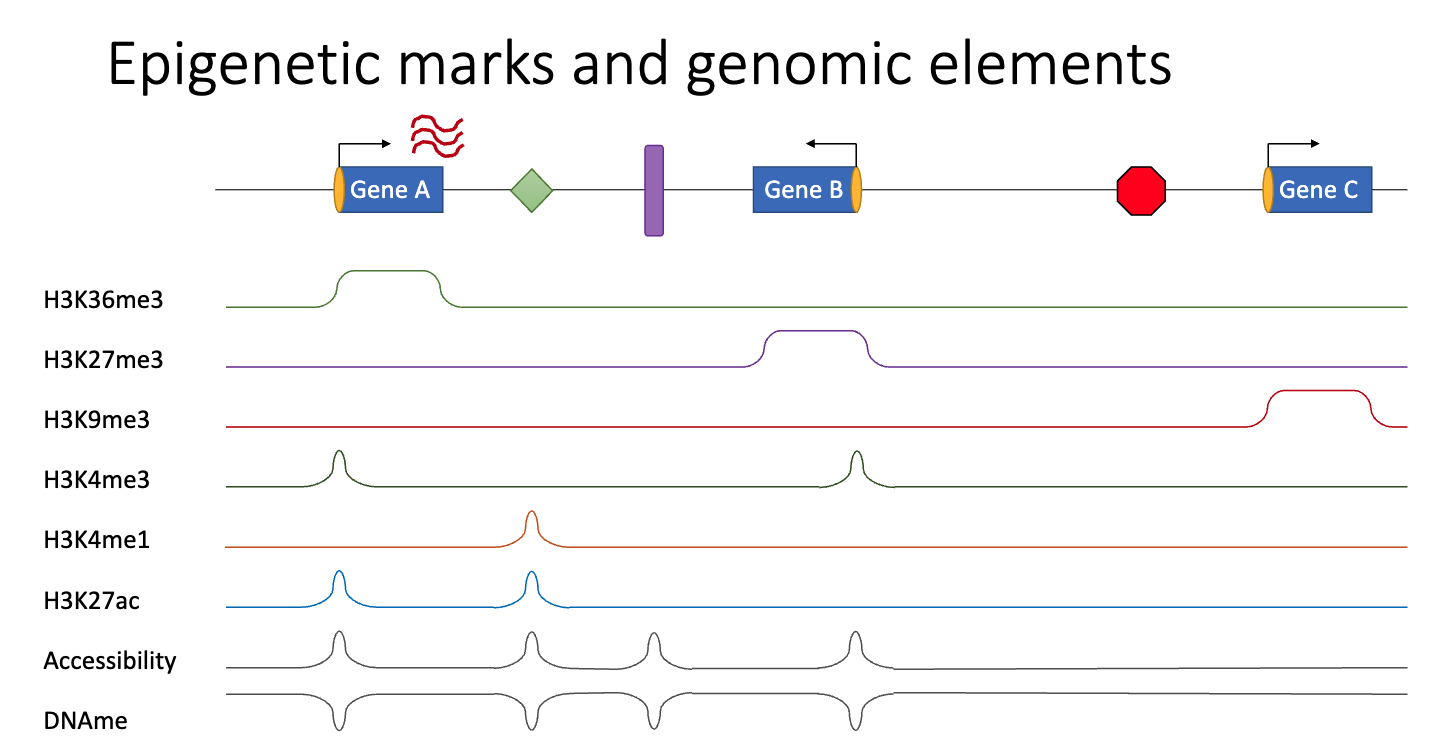 Epigenetic marks and genomic elements
Gene A
Gene B
Gene C
H3K36me3
H3K27me3
H3K9me3
H3K4me3
H3K4me1
H3K27ac
Accessibility
DNAme